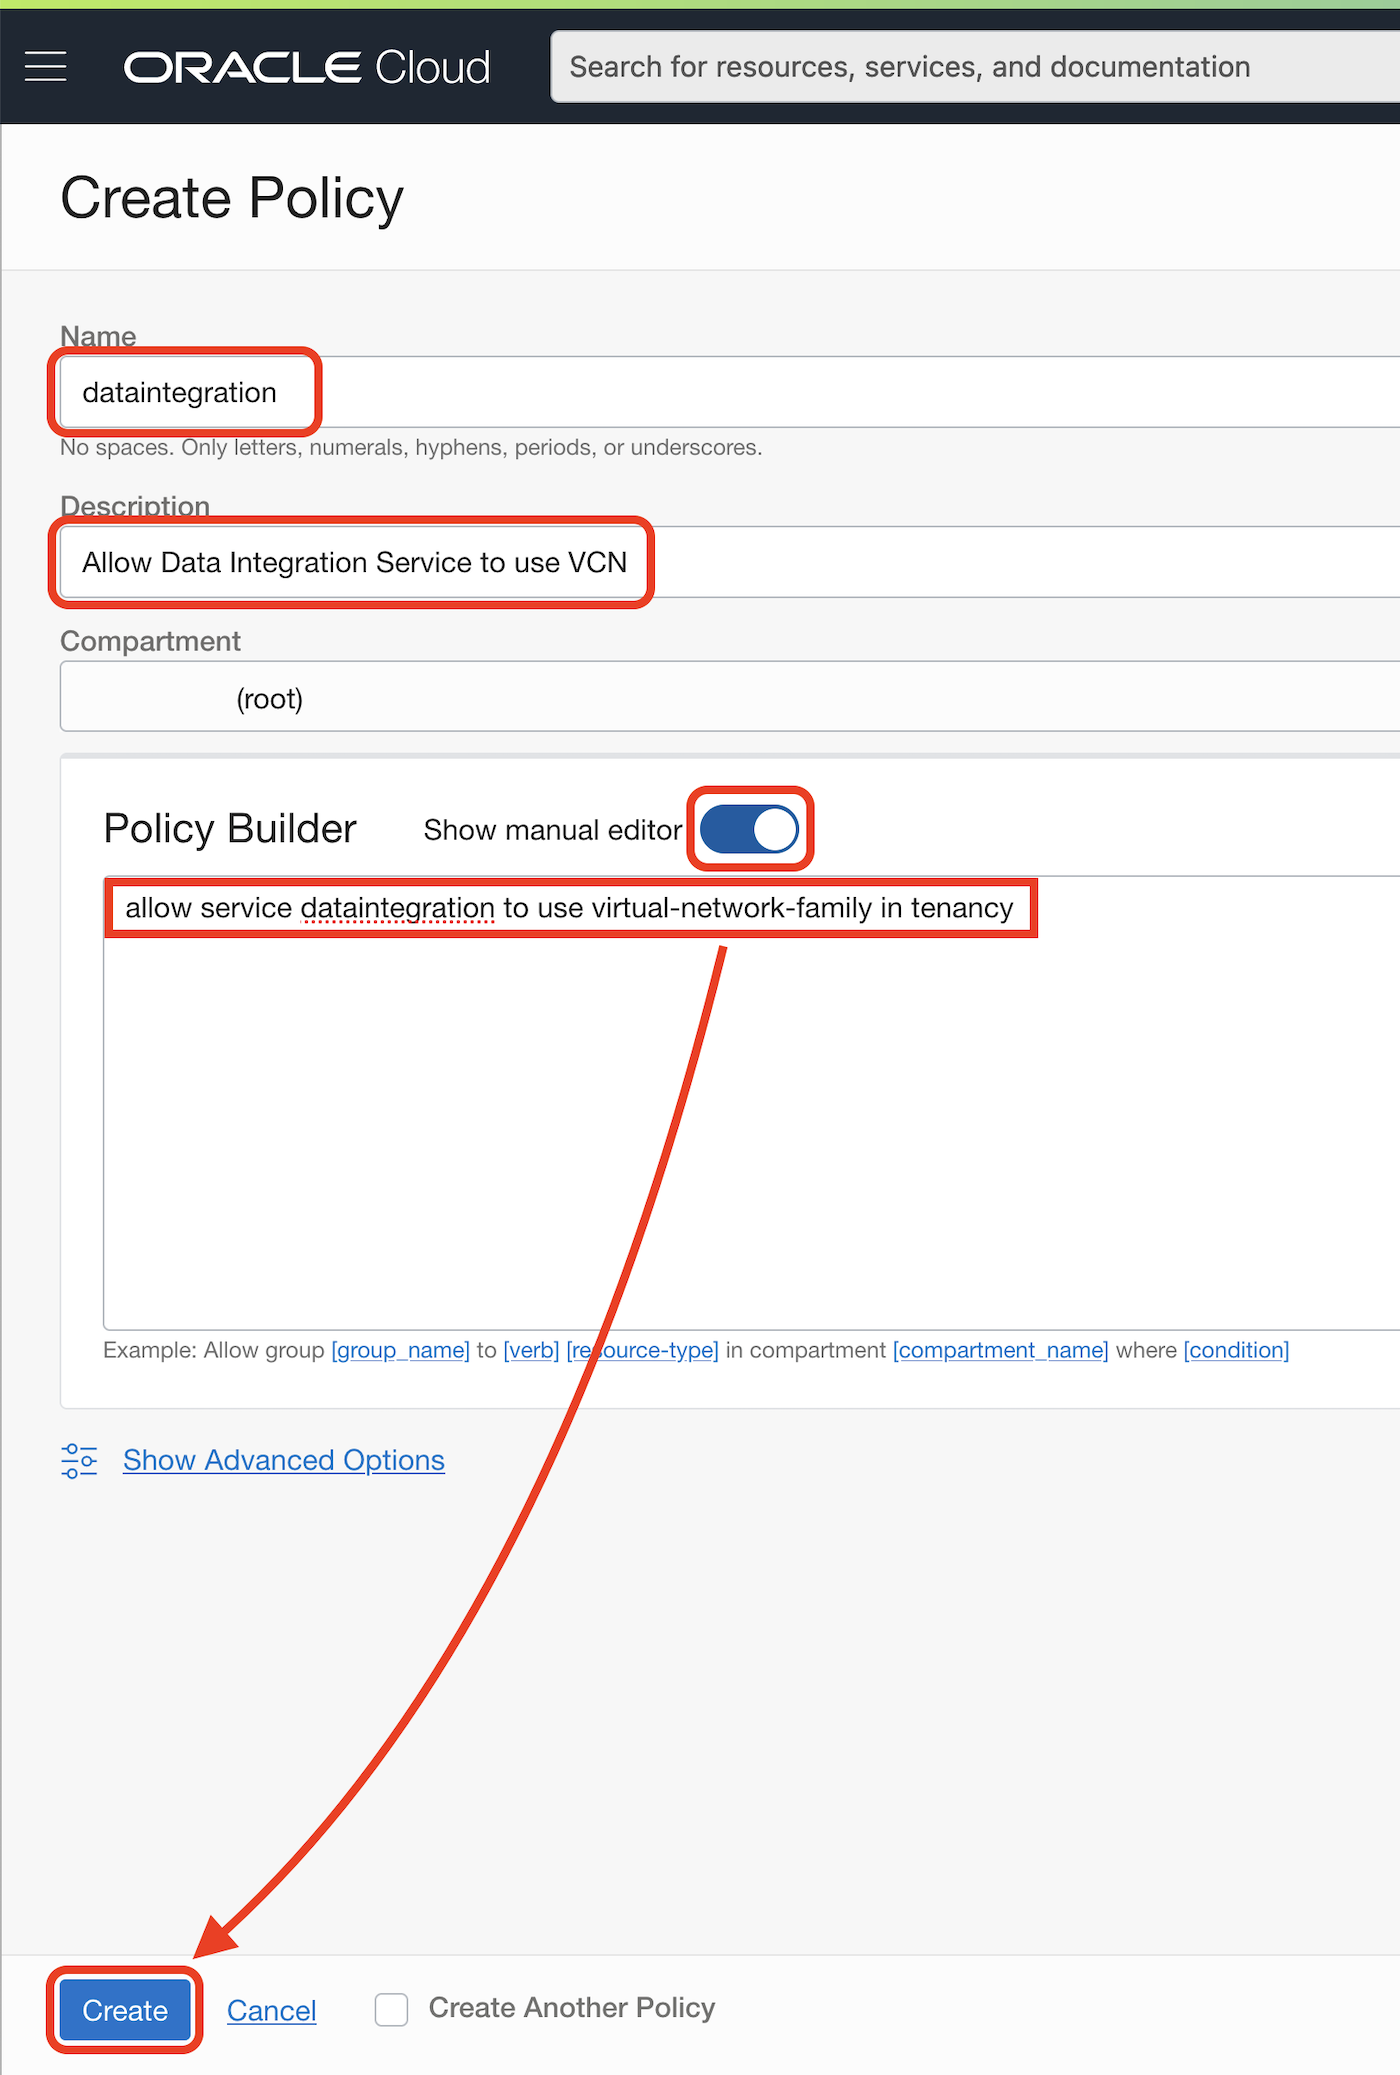 ORACLE Cloud
Search for resources, services, and documentation
Create Policy
Name
dataintegration
No spaces. Only letters, numerals, hyphens, periods, or underscores.
Description
Allow Data Integration Service to use VCN
Compartment
(root)
Policy Builder Show manual editor
allow service dataintegration to use virtual-network-family in tenancy
Example: Allow group [group_name] to [verb] [resource-type] in compartment [compartment_name] where [condition]
Show Advanced Options
Create Cancel Create Another Policy